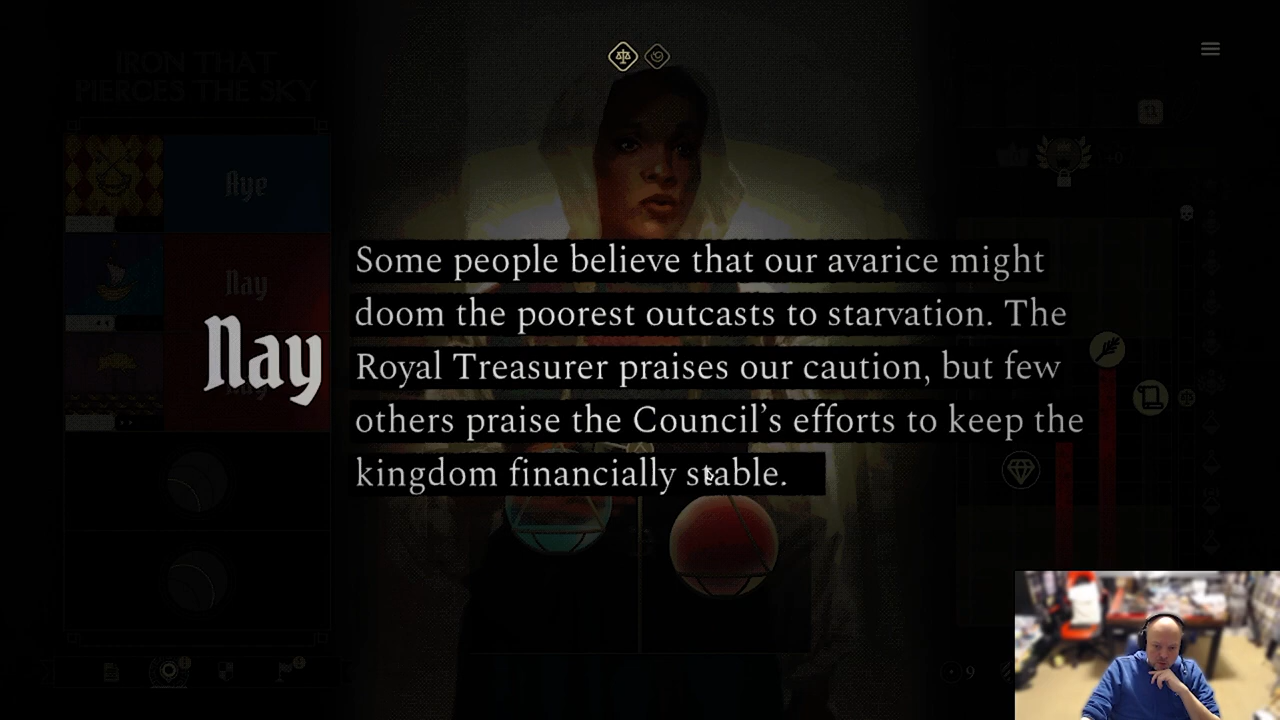 IRON THAT
PIERCES THE SKY
Aye
Nay
Nay
Some people believe that our avarice might
doom the poorest outcasts to starvation. The
Royal Treasurer praises our caution, but few
others praise the Council’s efforts to keep the
kingdom financially stable.
13
9